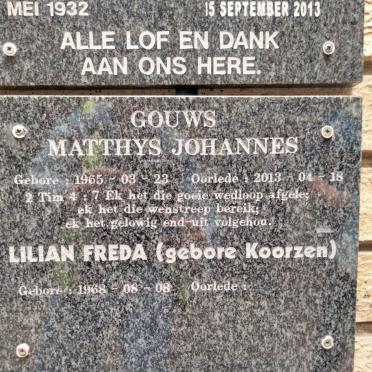 MEI 1932 15 SEPTEMBER 2013
ALLE LOF EN DANK
AAN ONS HERE.
GOUWS
MATTHYS JOHANNES
Gebore : 1965 - 03 - 23 Oorlede : 2013 - 04 - 18
2 Tim 4 : 7 Ek het die goeie wedloop afgele;
ek het die wenstreep bereik;
ek het gelowig end-uit volgehou.
LILIAN FREDA (gebore Koorzen)
Gebore : 1968 - 08 - 08 Oorlede :